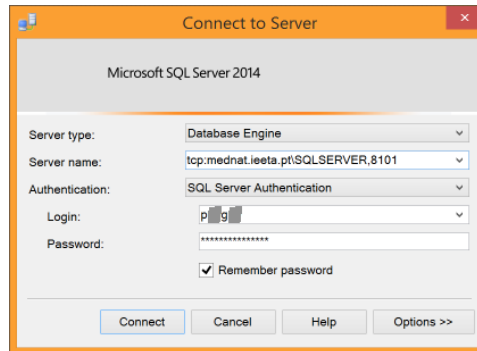 Connect to Server
Microsoft SQL Server 2014
Server type: Database Engine
Server name: tcp:mednat.ieeta.pt\SQLSERVER,8101
Authentication: SQL Server Authentication
Login:
Password: ***************
Remember password
Connect Cancel Help Options >>